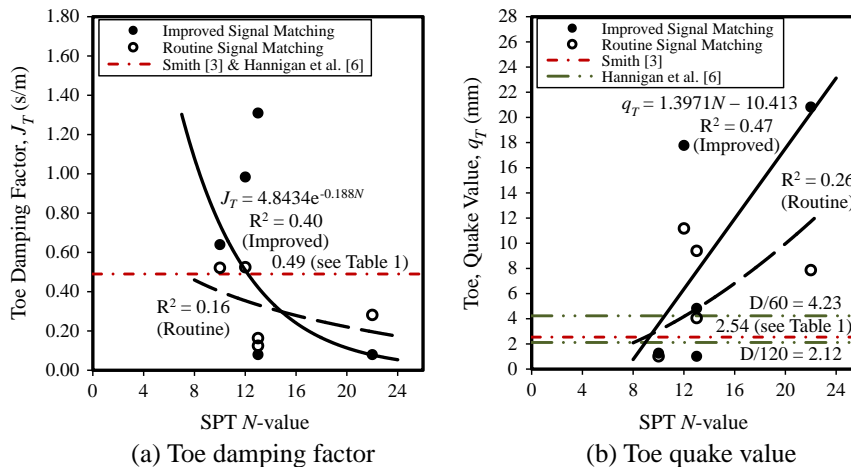 1.80
1.60
1.40
1.20
1.00
0.80
0.60
0.40
0.20
0.00
Toe Damping Factor, J_T (s/m)
Improved Signal Matching
Routine Signal Matching
Smith [3] & Hannigan et al. [6]
J_T = 4.8434e^-0.188N
R² = 0.40
(Improved)
0.49 (see Table 1)
R² = 0.16
(Routine)
0 4 8 12 16 20 24
SPT N-value
(a) Toe damping factor
28
26
24
22
20
18
16
14
12
10
8
6
4
2
0
Toe, Quake Value, q_T (mm)
Improved Signal Matching
Routine Signal Matching
Smith [3]
Hannigan et al. [6]
q_T = 1.3971N – 10.413
R² = 0.47
(Improved)
R² = 0.26
(Routine)
D/60 = 4.23
2.54 (see Table 1)
D/120 = 2.12
0 4 8 12 16 20 24
SPT N-value
(b) Toe quake value